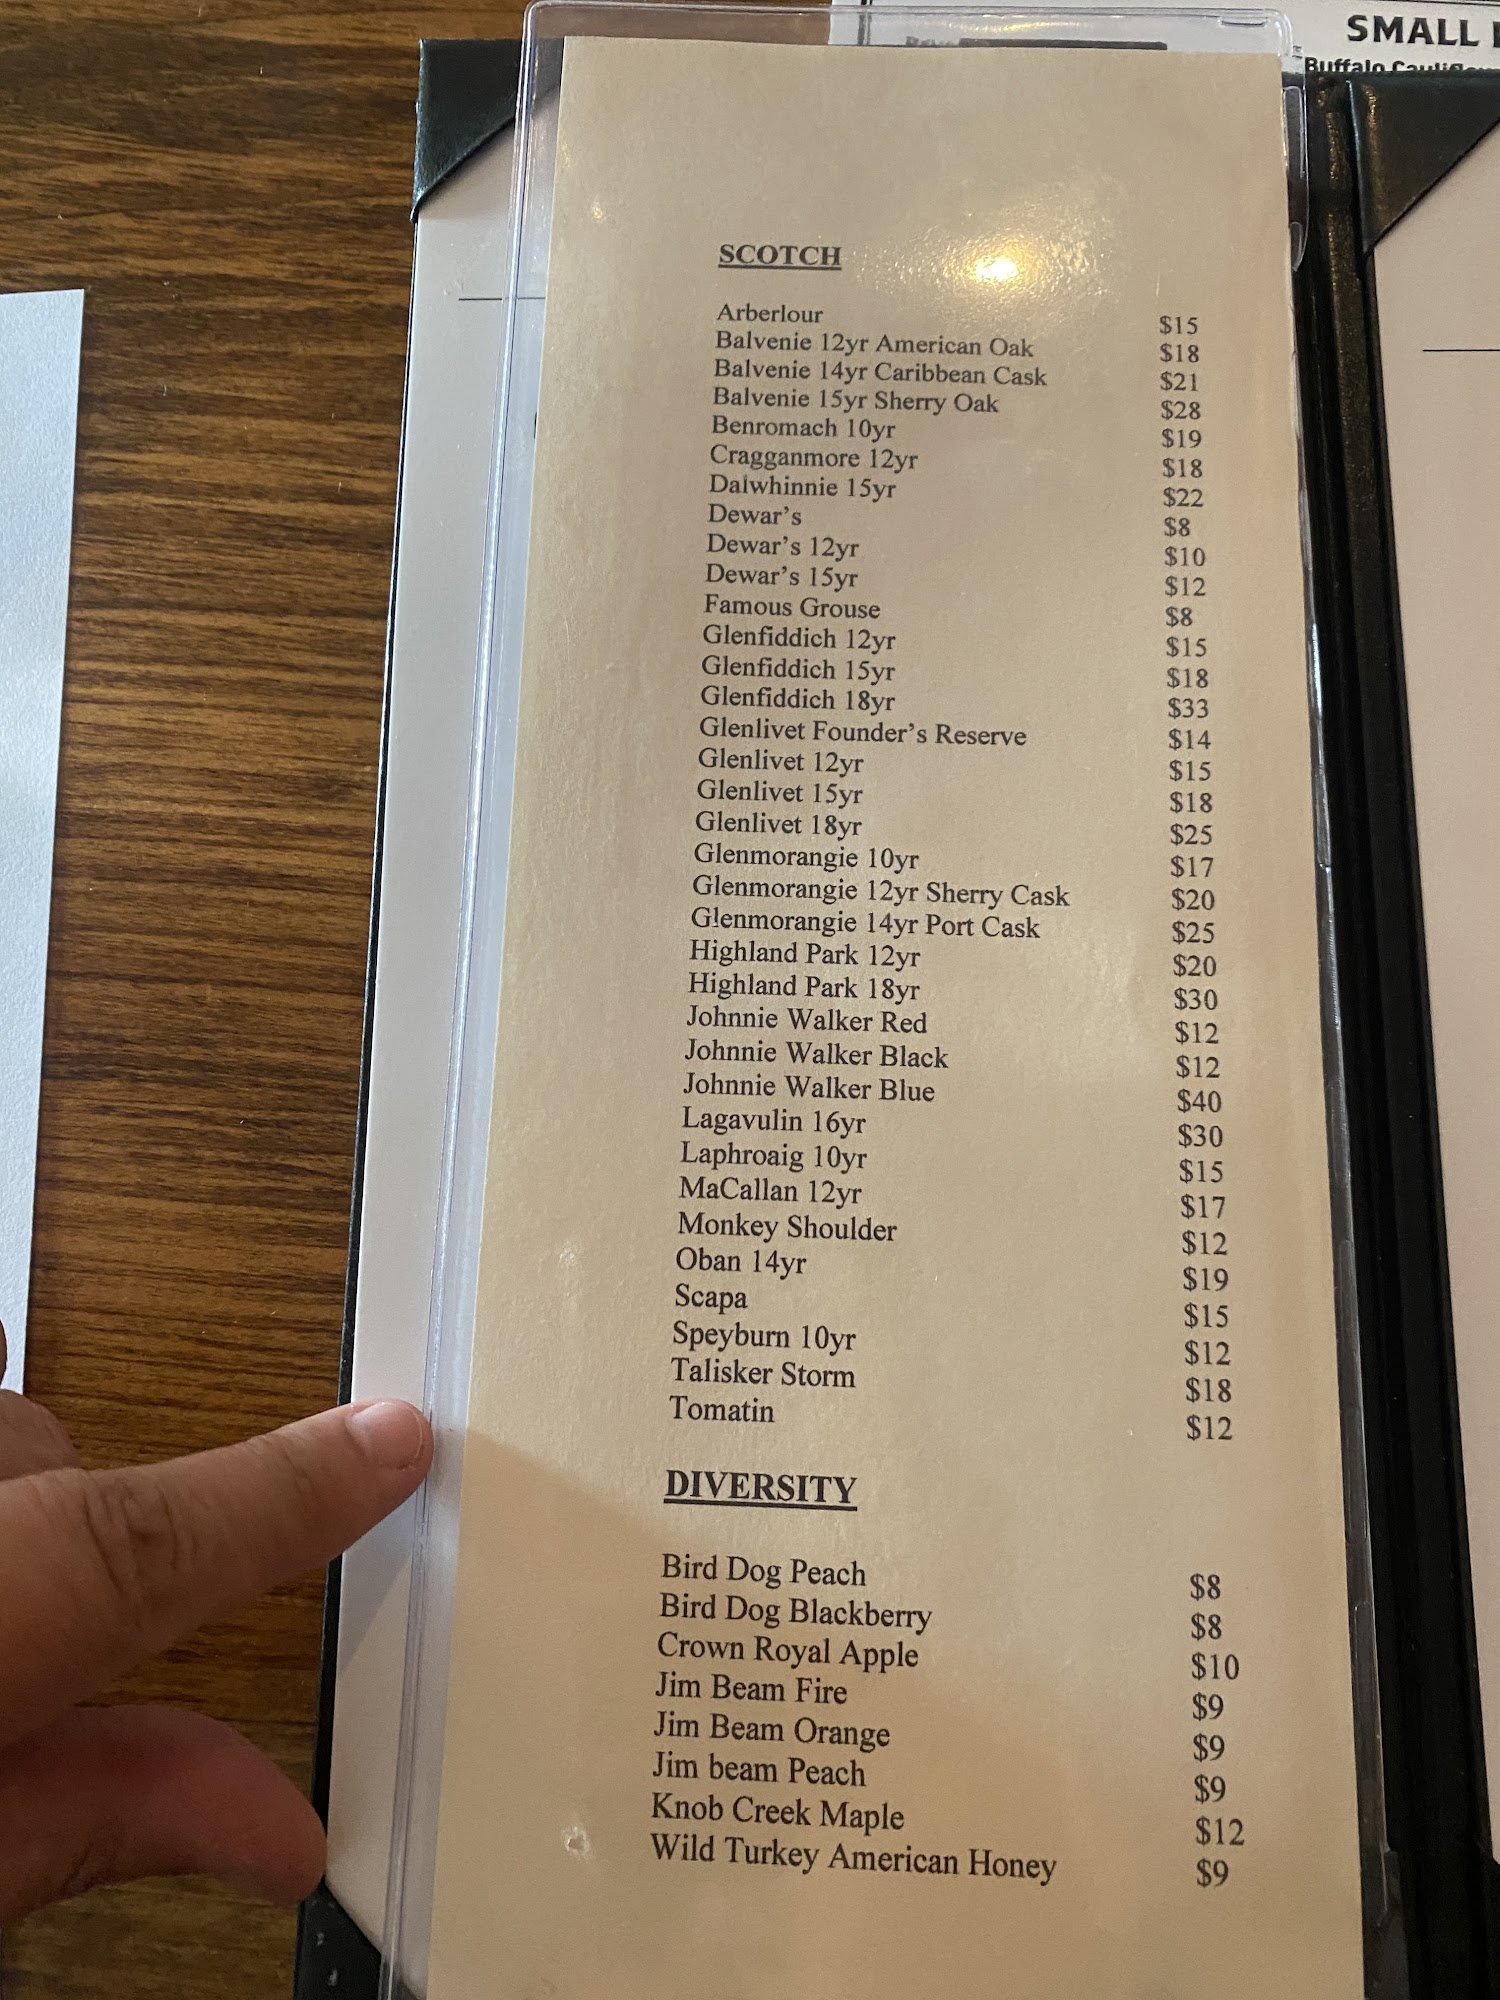 SMALL
Buffalo
SCOTCH
Arberlour $15
Balvenie 12yr American Oak $18
Balvenie 14yr Caribbean Cask $21
Balvenie 15yr Sherry Oak $28
Benromach 10yr $19
Cragganmore 12yr $18
Dalwhinnie 15yr $22
Dewar's $8
Dewar's 12yr $10
Dewar's 15yr $12
Famous Grouse $8
Glenfiddich 12yr $15
Glenfiddich 15yr $18
Glenfiddich 18yr $33
Glenlivet Founder's Reserve $14
Glenlivet 12yr $15
Glenlivet 15yr $18
Glenlivet 18yr $25
Glenmorangie 10yr $17
Glenmorangie 12yr Sherry Cask $20
Glenmorangie 14yr Port Cask $25
Highland Park 12yr $20
Highland Park 18yr $30
Johnnie Walker Red $12
Johnnie Walker Black $12
Johnnie Walker Blue $40
Lagavulin 16yr $30
Laphroaig 10yr $15
MaCallan 12yr $17
Monkey Shoulder $12
Oban 14yr $19
Scapa $15
Speyburn 10yr $12
Talisker Storm $18
Tomatin $12
DIVERSITY
Bird Dog Peach $8
Bird Dog Blackberry $8
Crown Royal Apple $10
Jim Beam Fire $9
Jim Beam Orange $9
Jim beam Peach $9
Knob Creek Maple $12
Wild Turkey American Honey $9